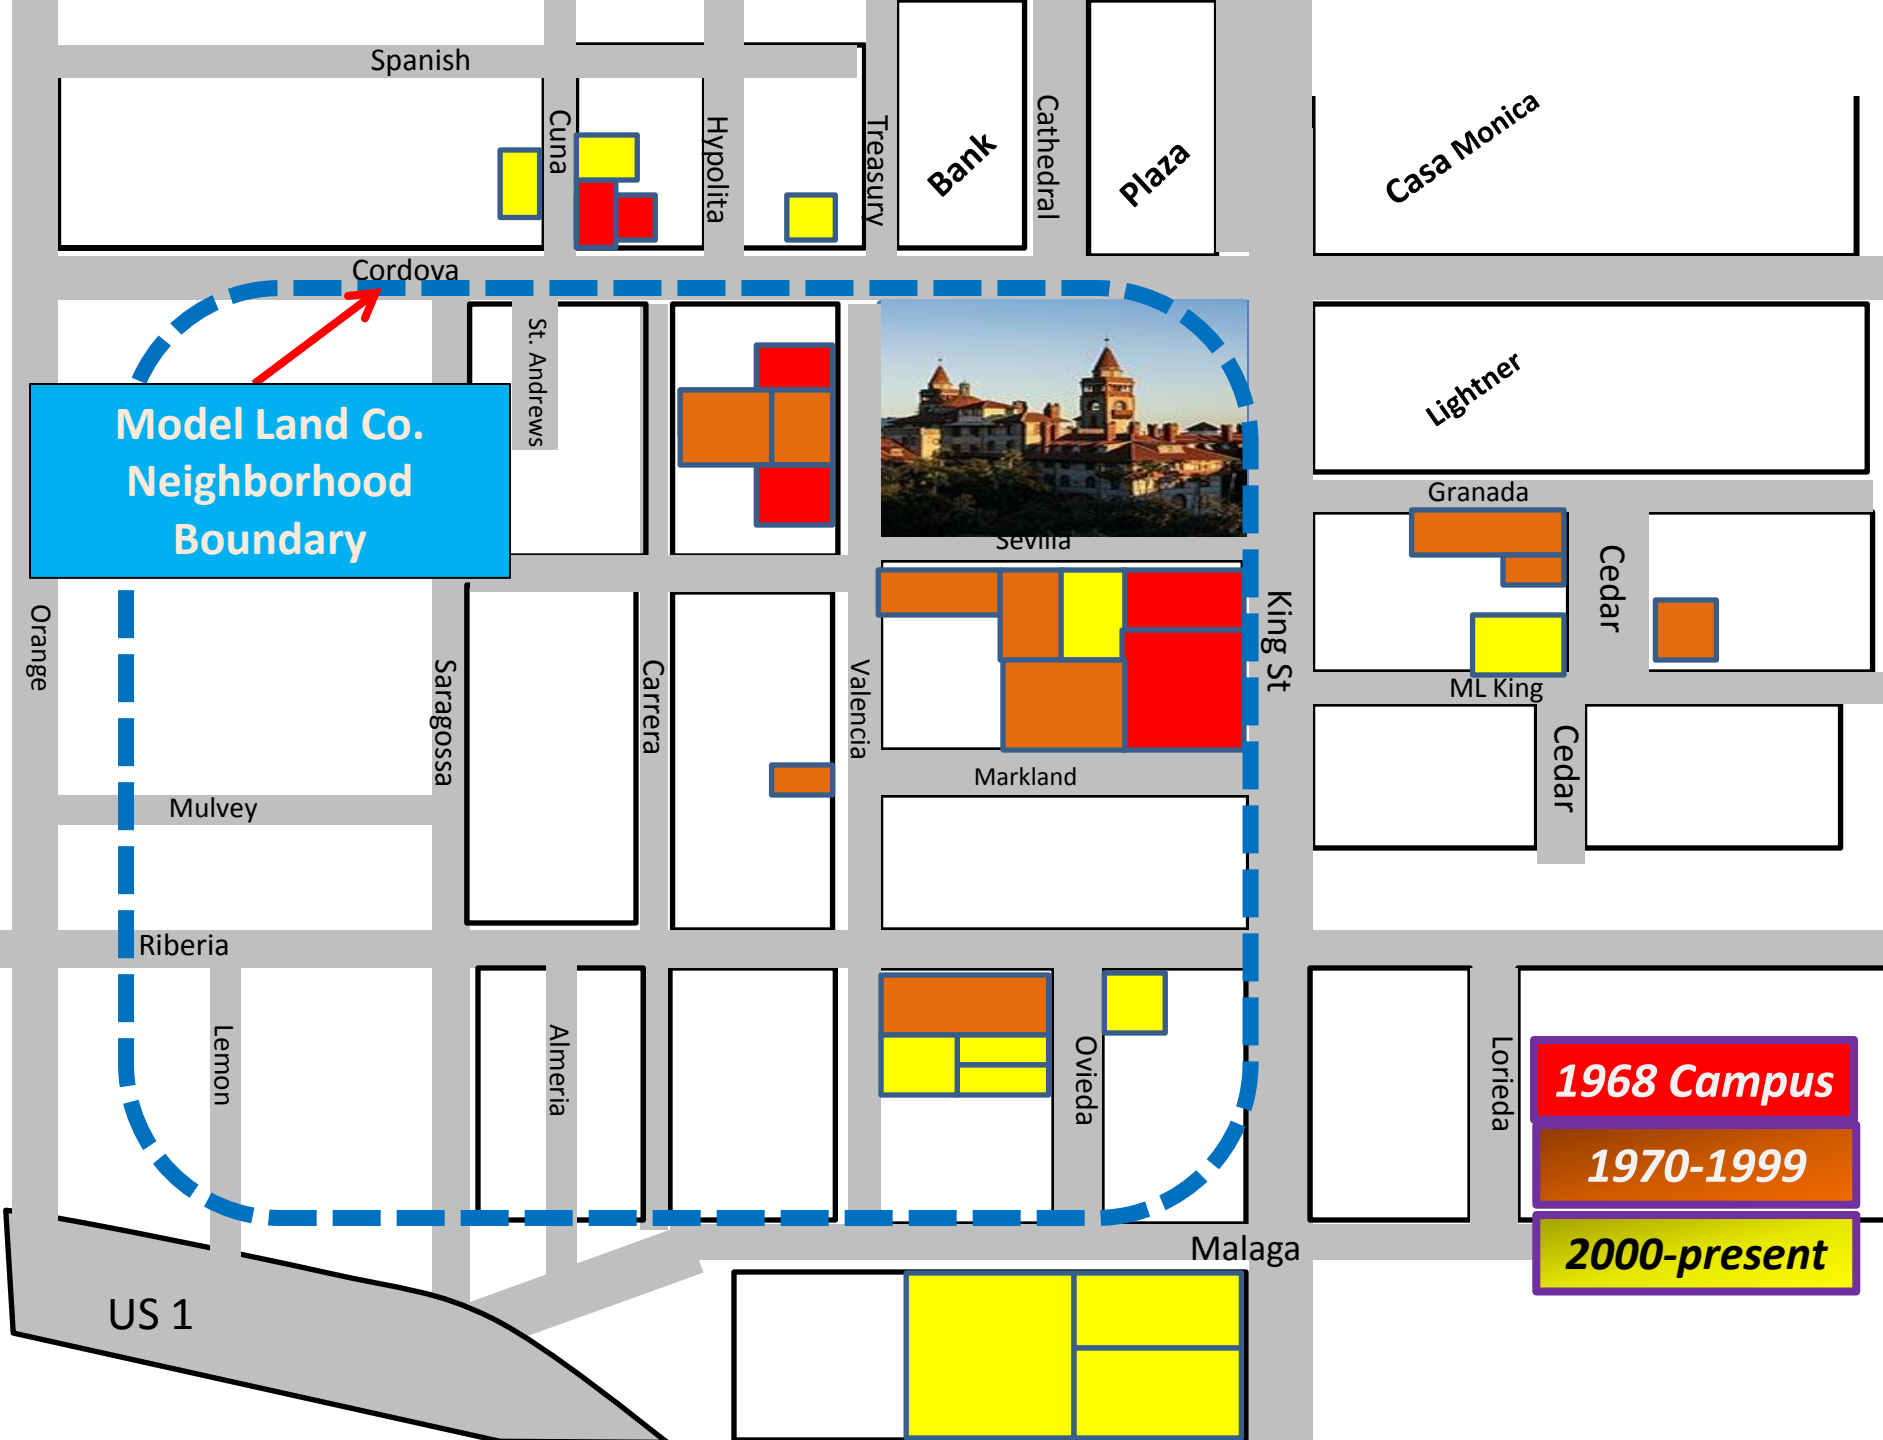 Spanish
Cuna
Hypolita
Treasury
Bank
Cathedral
Plaza
Casa Monica
Cordova
St. Andrews
Model Land Co.
Neighborhood
Boundary
Lightner
Granada
Sevilla
Cedar
Orange
Saragossa
Carrera
Valencia
King St
ML King
Cedar
Markland
Mulvey
Riberia
Lemon
Almeria
Ovieda
Lorieda
1968 Campus
1970-1999
2000-present
Malaga
US 1